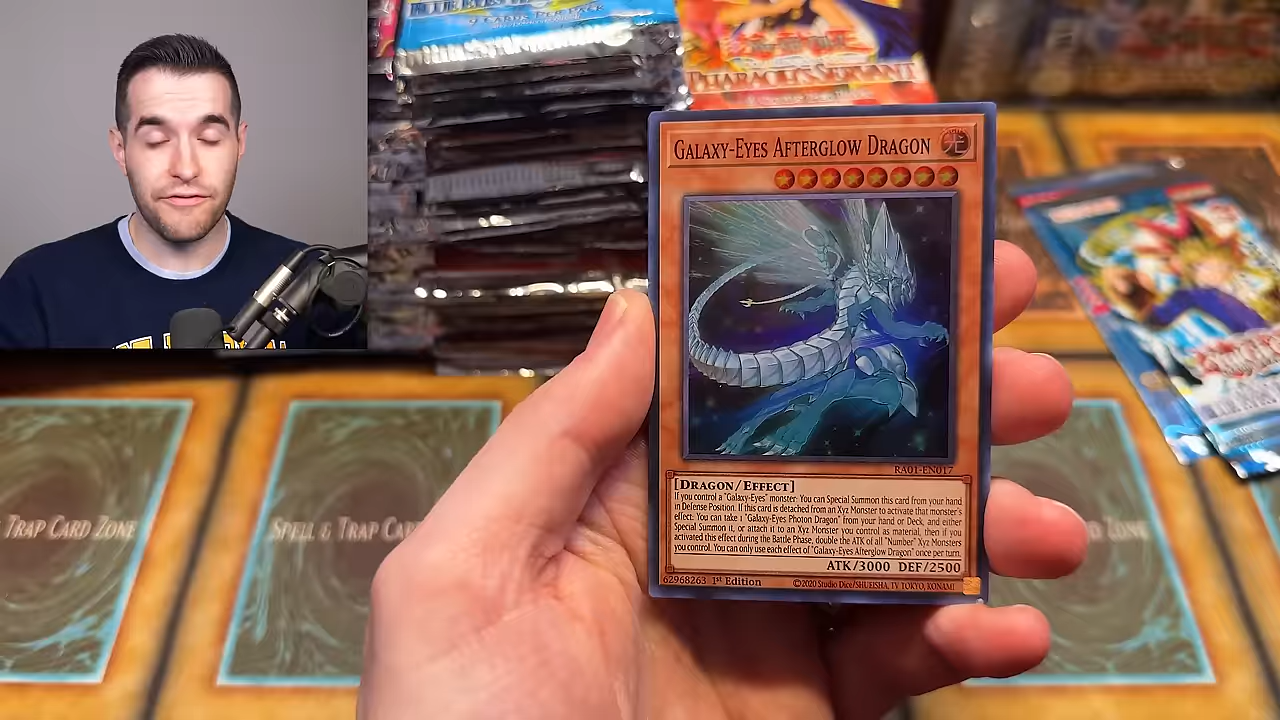 9 CARDS PER PACK
PHARAOH'S SERVANT
GALAXY-EYES AFTERGLOW DRAGON
RA01-EN017
[DRAGON/EFFECT]
If you control a "Galaxy-Eyes" monster: You can Special Summon this card from your hand
in Defense Position. If this card is detached from an Xyz Monster to activate that monster's
effect: You can take 1 "Galaxy-Eyes Photon Dragon" from your hand or Deck, and either
Special Summon it, or attach it to an Xyz Monster you control as material, then if you
activated this effect during the Battle Phase, double the ATK of all "Number" Xyz Monsters
you control. You can only use each effect of "Galaxy-Eyes Afterglow Dragon" once per turn.
ATK/3000 DEF/2500
62968263 1st Edition ©2020 Studio Dice/SHUEISHA, TV TOKYO, KONAMI
TRAP CARD ZONE
SPELL & TRAP CAR
D ZONE